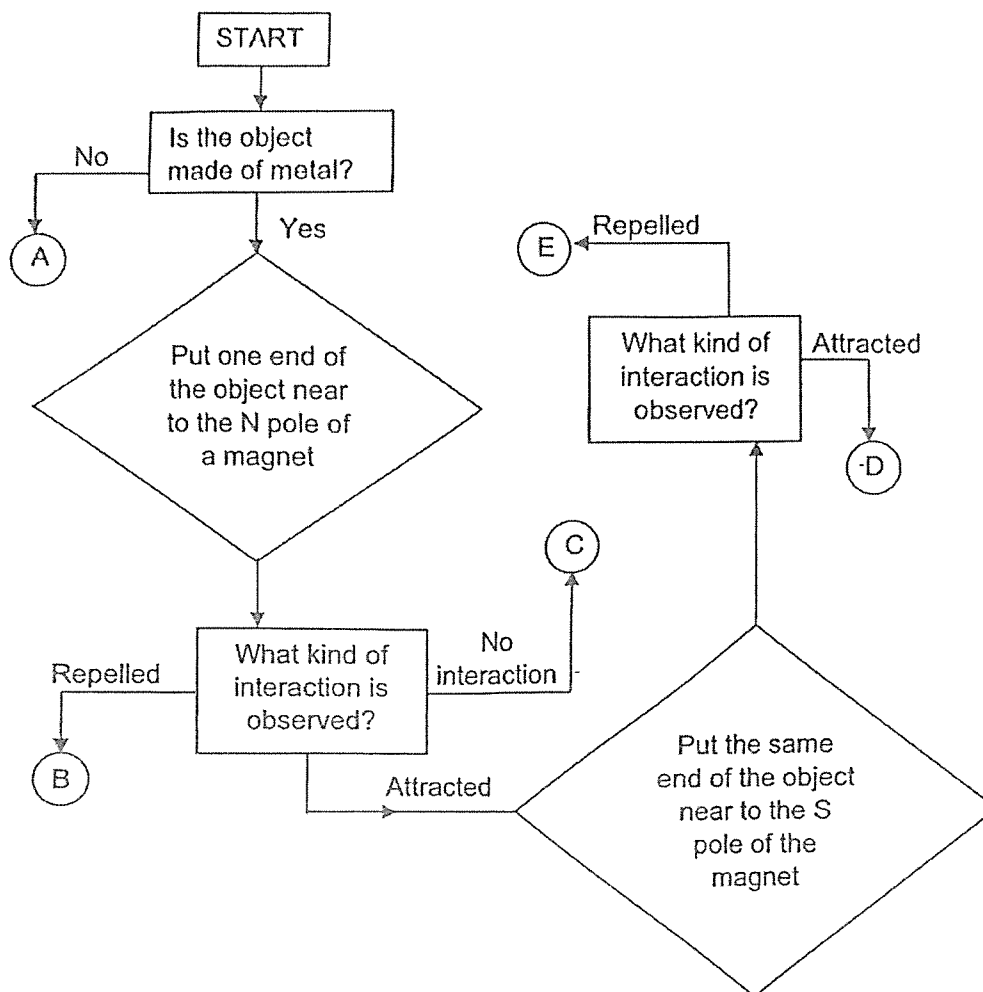 START
Is the object
made of metal?
No
A
Yes
Put one end of
the object near
to the N pole of
a magnet
What kind of
interaction is
observed?
Repelled
B
No
interaction
C
Attracted
Put the same
end of the object
near to the S
pole of the
magnet
What kind of
interaction is
observed?
Repelled
E
Attracted
-D